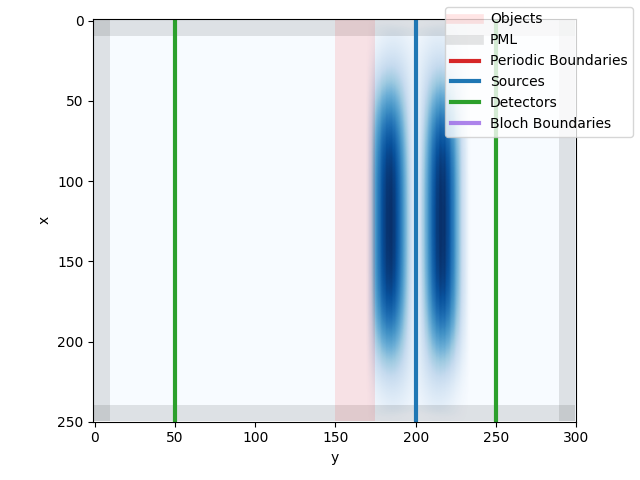 Objects
PML
Periodic Boundaries
Sources
Detectors
Bloch Boundaries
0
50
100
150
200
250
x
0 50 100 150 200 250 300
y